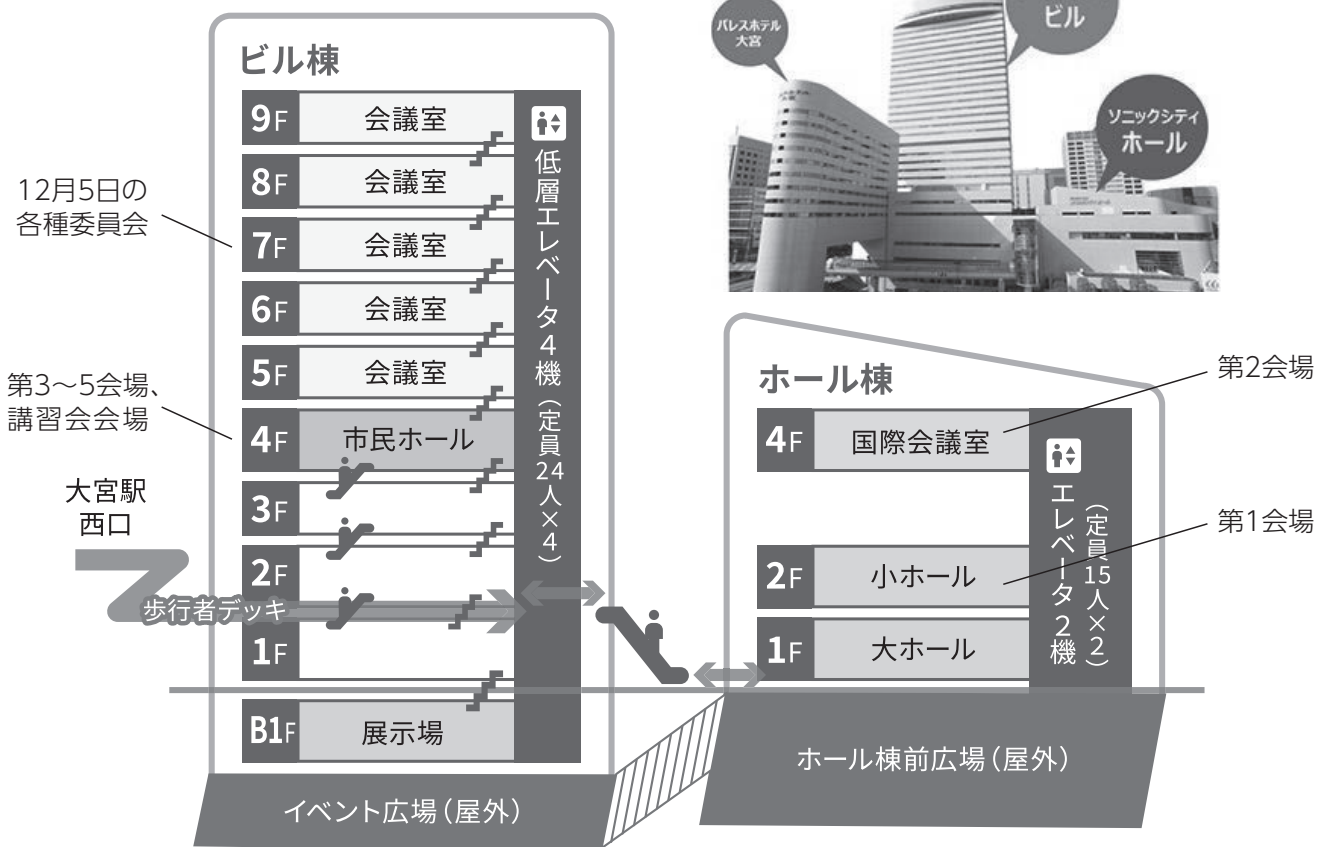 ビル棟
9F 会議室
8F 会議室
7F 会議室
6F 会議室
5F 会議室
4F 市民ホール
3F
2F
1F
B1F 展示場
低層エレベータ4機（定員24人×4）
12月5日の
各種委員会
第3～5会場、
講習会会場
大宮駅
西口
歩行者デッキ
イベント広場（屋外）
パレスホテル
大宮
ビル
ソニックシティ
ホール
ホール棟
4F 国際会議室
2F 小ホール
1F 大ホール
エレベータ2機
（定員15人×2）
第2会場
第1会場
ホール棟前広場（屋外）